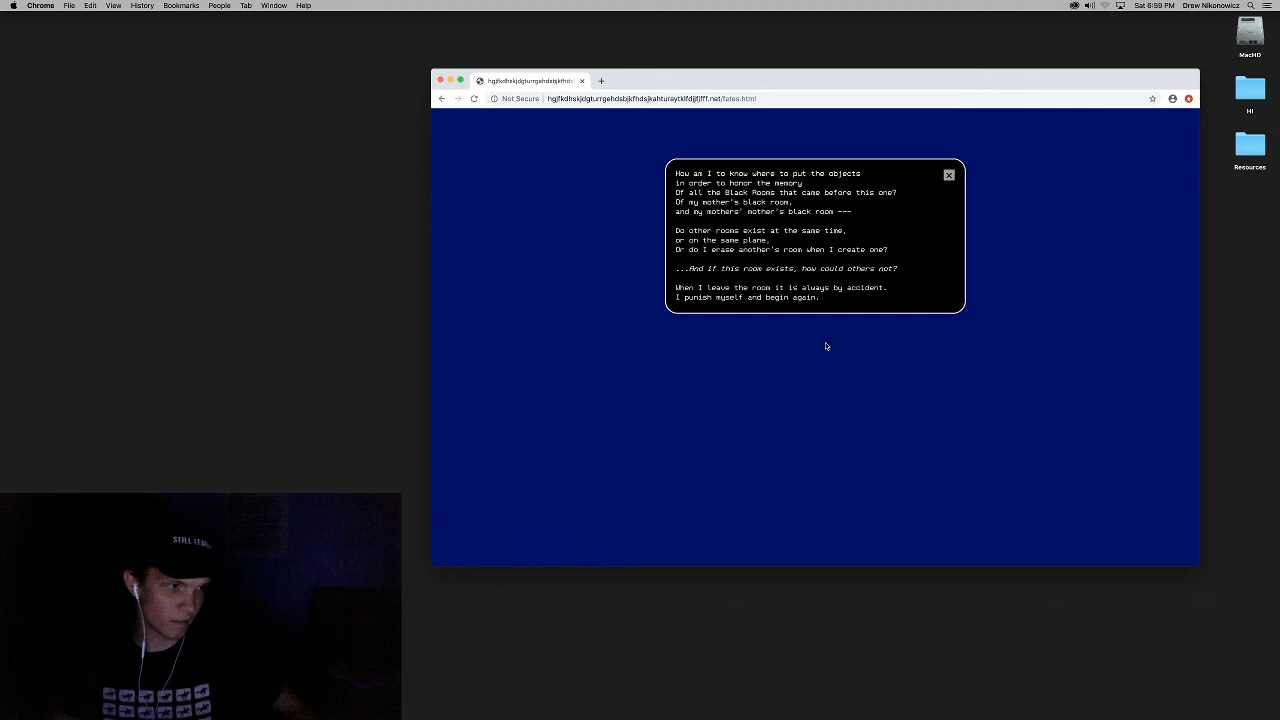 Chrome File Edit View History Bookmarks People Tab Window Help Sat 6:59 PM Drew Nikonowicz
MacHD
HI
Resources
Not Secure
How am I to know where to put the objects
in order to honor the memory
Of all the Black Rooms that came before this one?
Of my mother's black room,
and my mothers' mother's black room ---
Do other rooms exist at the same time,
or on the same plane,
Or do I erase another's room when I create one?
...And if this room exists, how could others not?
When I leave the room it is always by accident.
I punish myself and begin again.